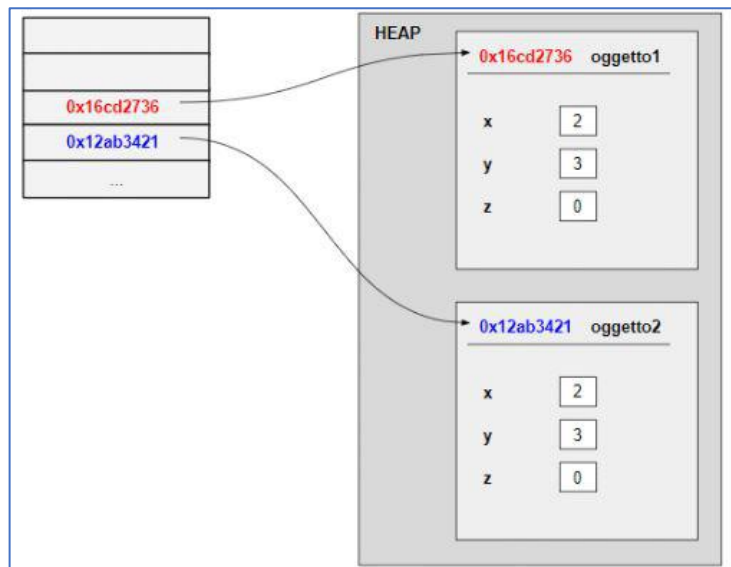 0x16cd2736
0x12ab3421
...
HEAP
0x16cd2736 oggetto1
x 2
y 3
z 0
0x12ab3421 oggetto2
x 2
y 3
z 0